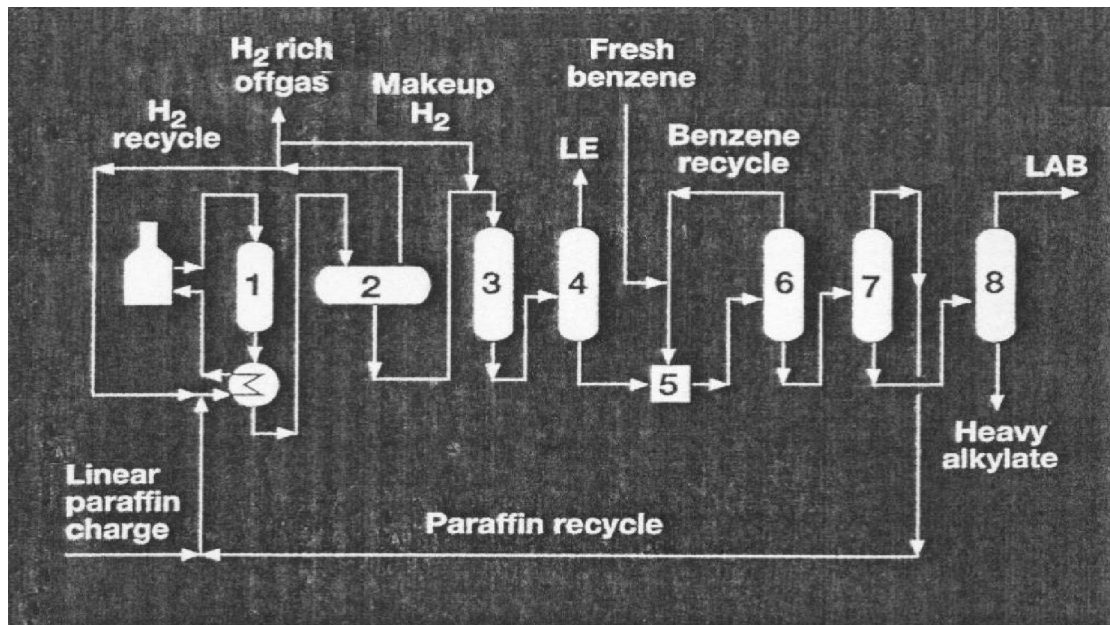 H2 rich
offgas
Makeup
H2
Fresh
benzene
H2
recycle
LE
Benzene
recycle
LAB
1
2
3
4
5
6
7
8
Linear
paraffin
charge
Paraffin recycle
Heavy
alkylate